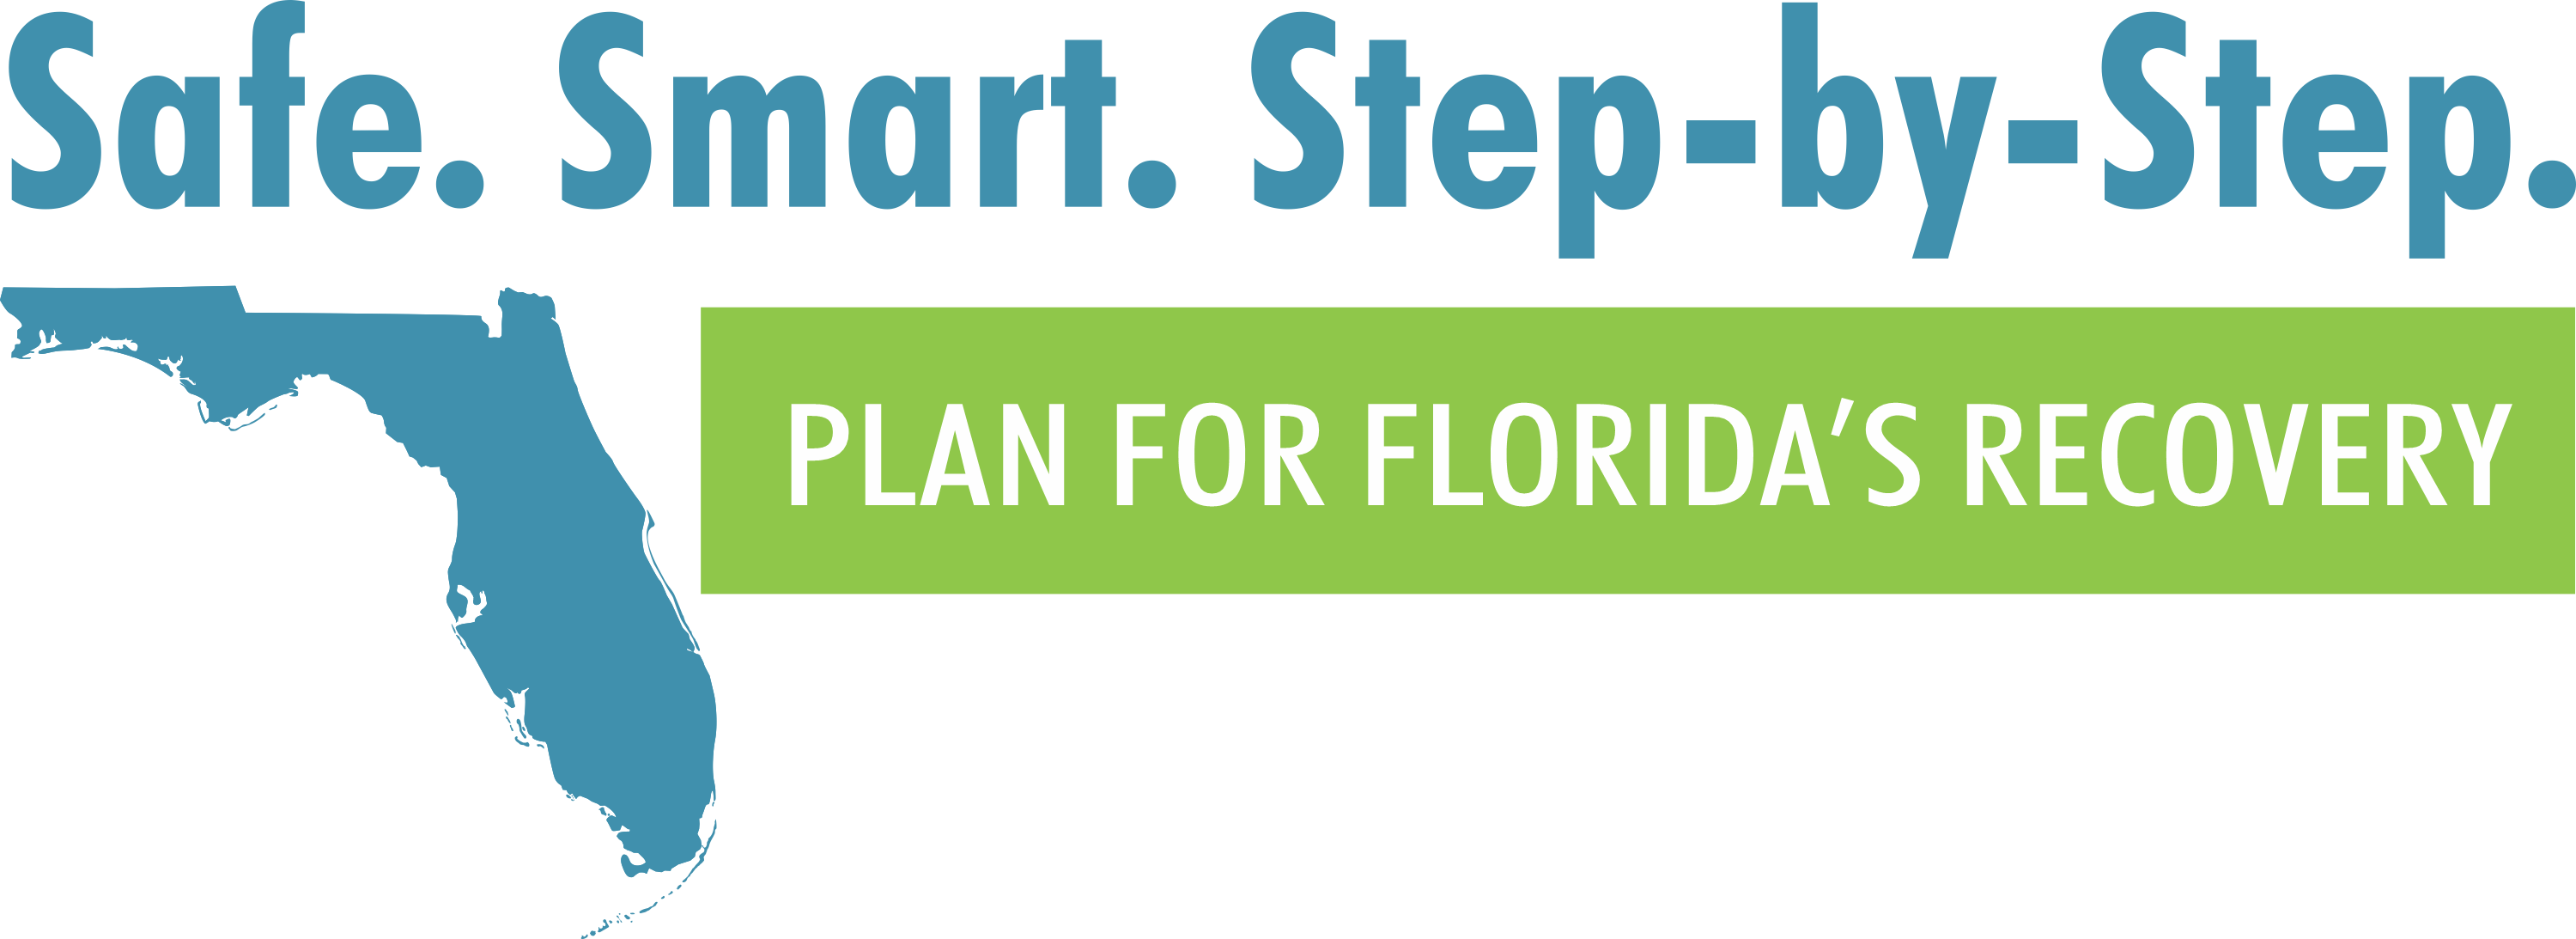 Safe. Smart. Step-by-Step.
PLAN FOR FLORIDA’S RECOVERY